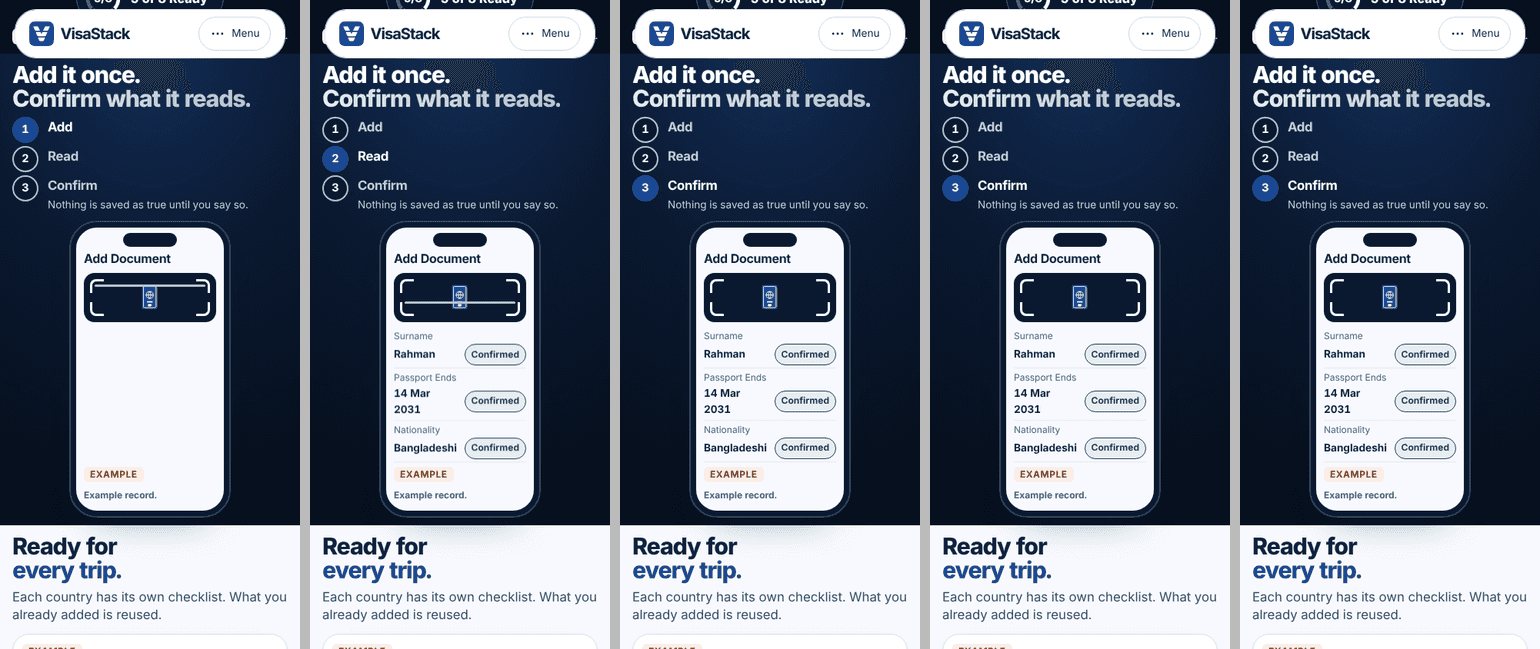 VisaStack
Menu
Add it once.
Confirm what it reads.
1 Add
2 Read
3 Confirm
Nothing is saved as true until you say so.
Add Document
EXAMPLE
Example record.
Ready for
every trip.
Each country has its own checklist. What you
already added is reused.
VisaStack
Menu
Add it once.
Confirm what it reads.
1 Add
2 Read
3 Confirm
Nothing is saved as true until you say so.
Add Document
Surname
Rahman Confirmed
Passport Ends
14 Mar
2031 Confirmed
Nationality
Bangladeshi Confirmed
EXAMPLE
Example record.
Ready for
every trip.
Each country has its own checklist. What you
already added is reused.
VisaStack
Menu
Add it once.
Confirm what it reads.
1 Add
2 Read
3 Confirm
Nothing is saved as true until you say so.
Add Document
Surname
Rahman Confirmed
Passport Ends
14 Mar
2031 Confirmed
Nationality
Bangladeshi Confirmed
EXAMPLE
Example record.
Ready for
every trip.
Each country has its own checklist. What you
already added is reused.
VisaStack
Menu
Add it once.
Confirm what it reads.
1 Add
2 Read
3 Confirm
Nothing is saved as true until you say so.
Add Document
Surname
Rahman Confirmed
Passport Ends
14 Mar
2031 Confirmed
Nationality
Bangladeshi Confirmed
EXAMPLE
Example record.
Ready for
every trip.
Each country has its own checklist. What you
already added is reused.
VisaStack
Menu
Add it once.
Confirm what it reads.
1 Add
2 Read
3 Confirm
Nothing is saved as true until you say so.
Add Document
Surname
Rahman Confirmed
Passport Ends
14 Mar
2031 Confirmed
Nationality
Bangladeshi Confirmed
EXAMPLE
Example record.
Ready for
every trip.
Each country has its own checklist. What you
already added is reused.